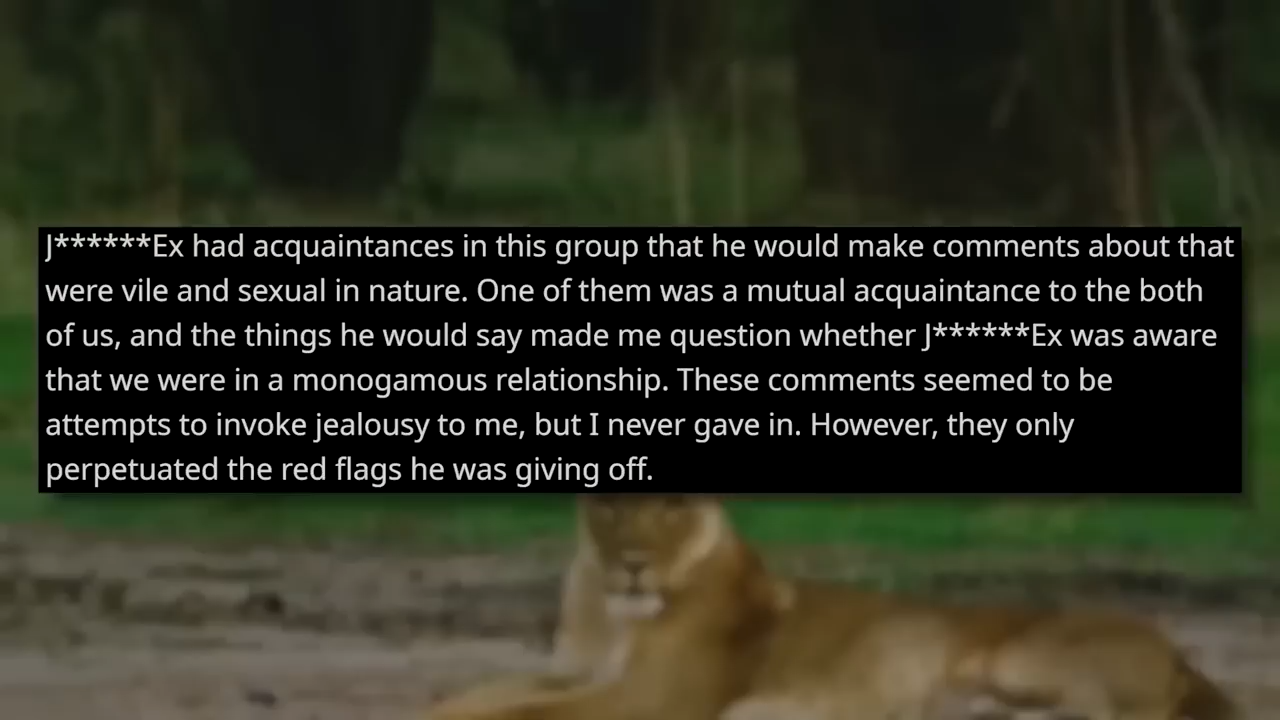 J******Ex had acquaintances in this group that he would make comments about that
were vile and sexual in nature. One of them was a mutual acquaintance to the both
of us, and the things he would say made me question whether J******Ex was aware
that we were in a monogamous relationship. These comments seemed to be
attempts to invoke jealousy to me, but I never gave in. However, they only
perpetuated the red flags he was giving off.